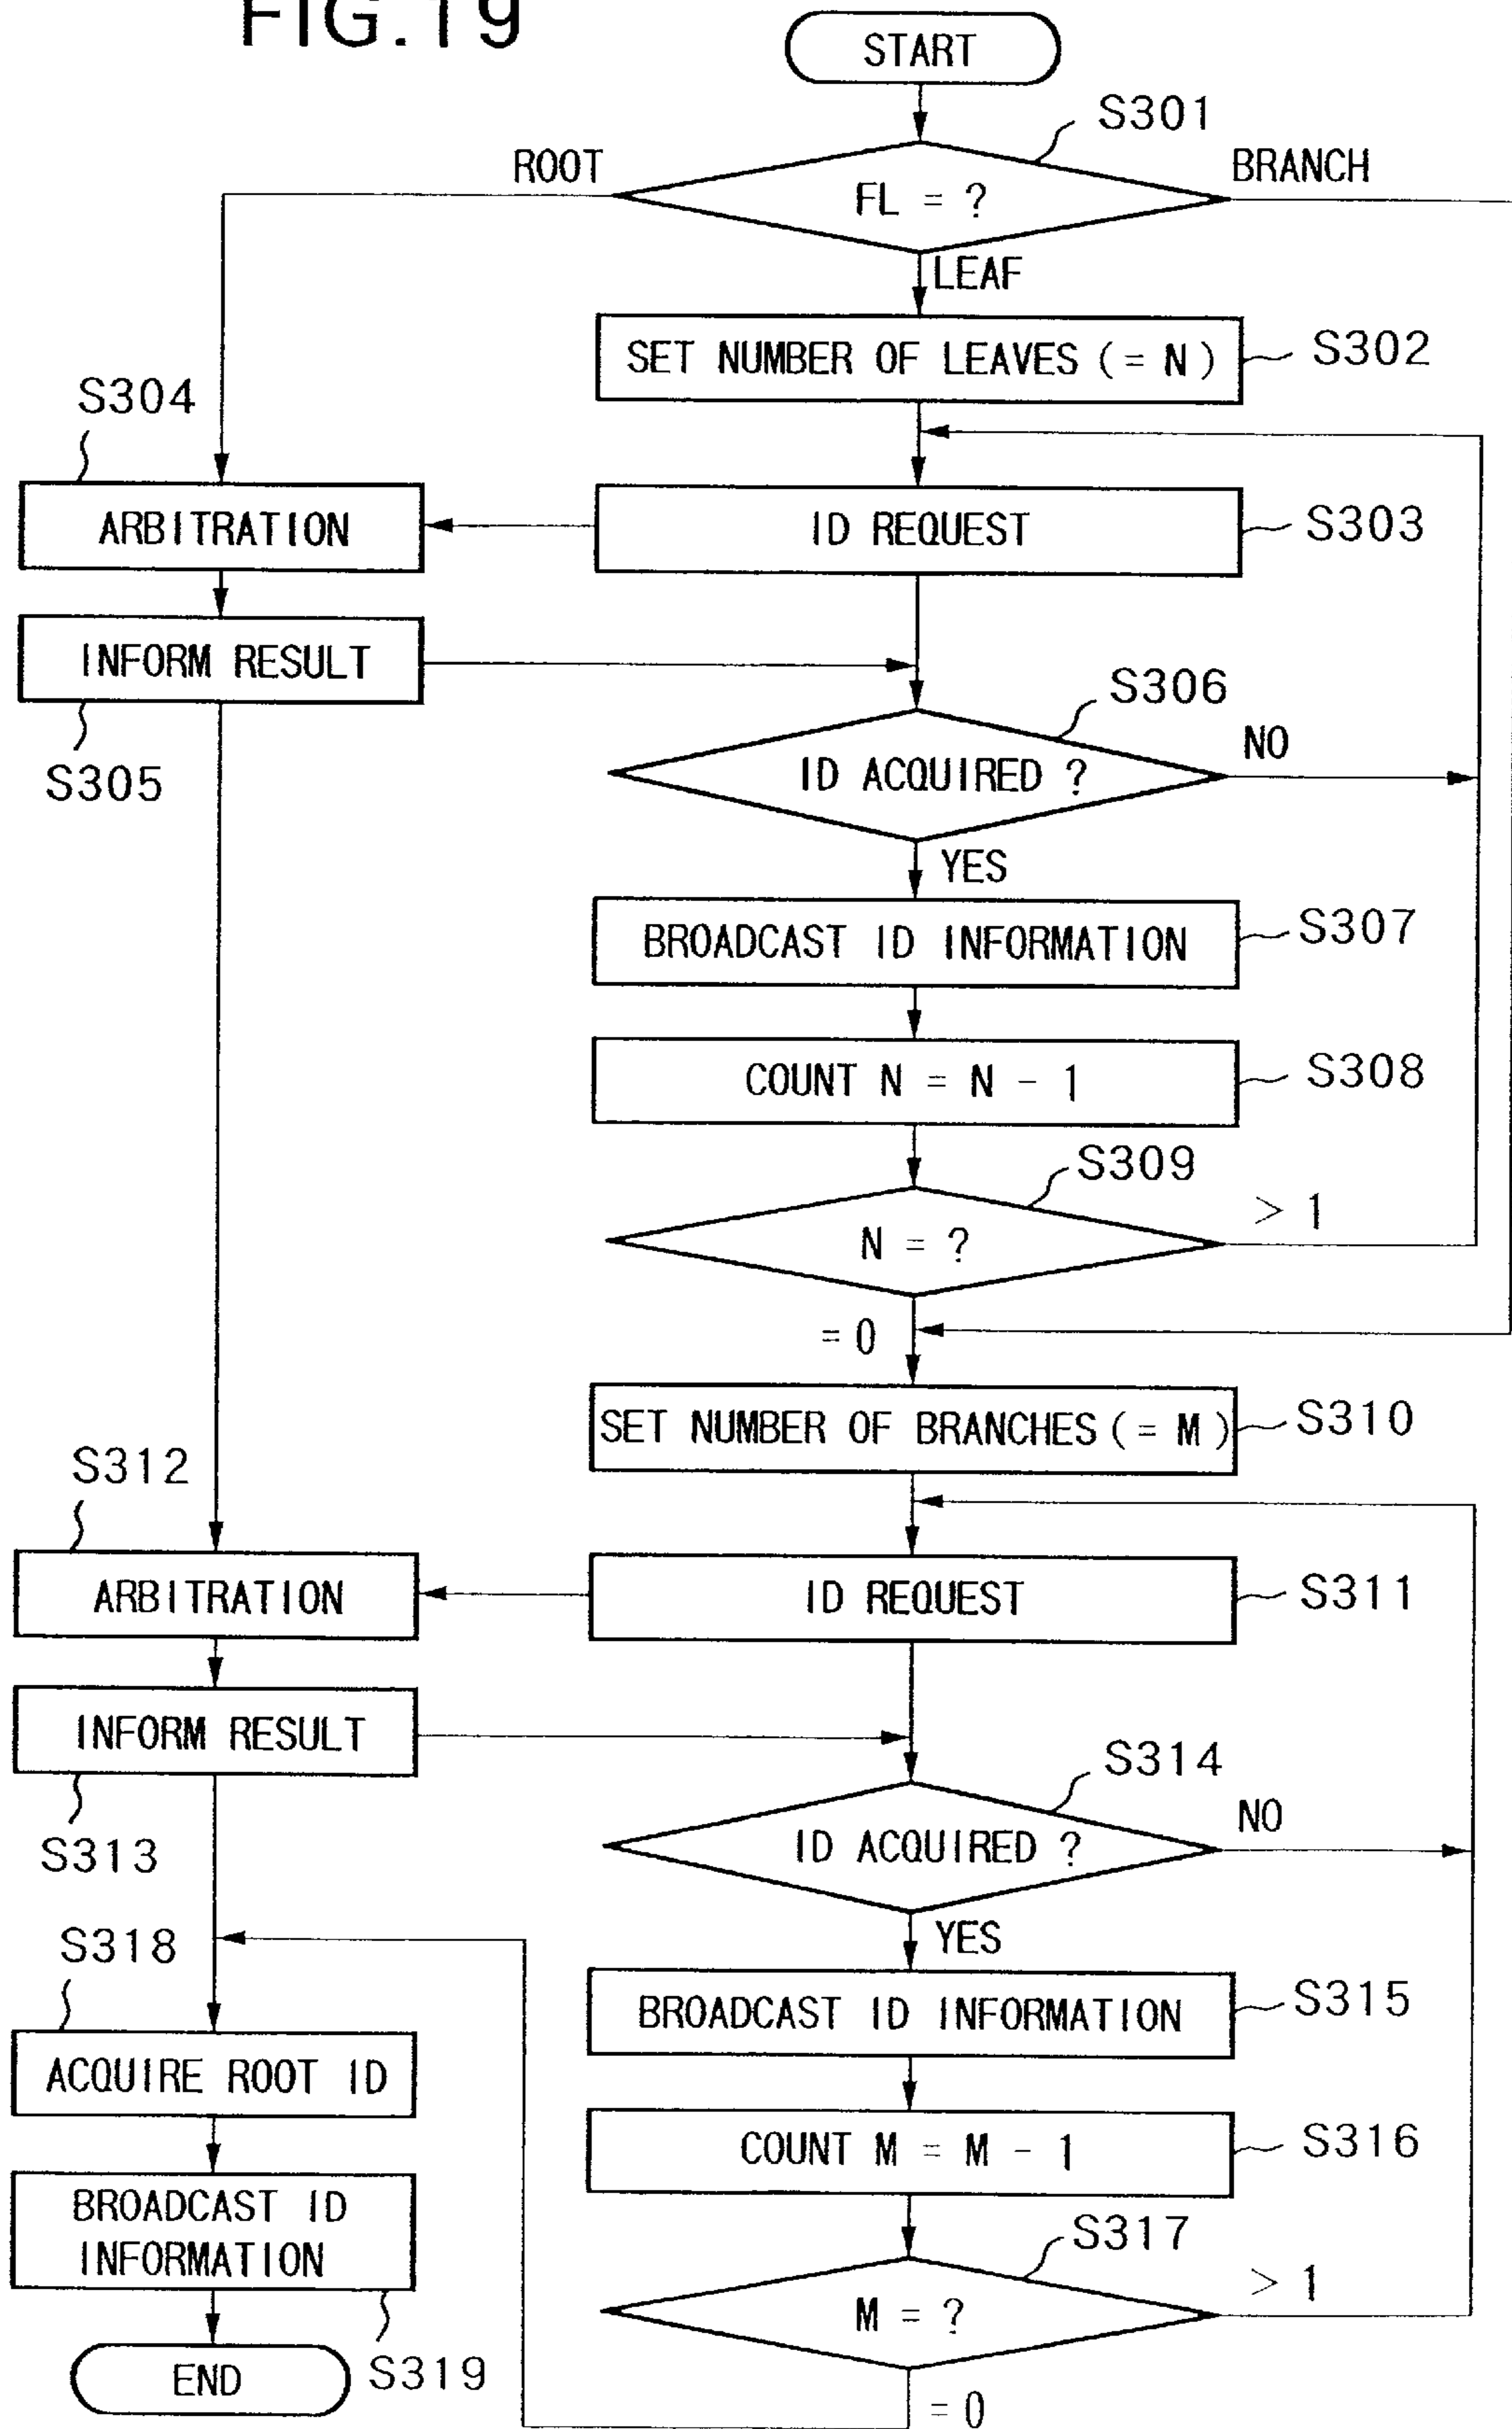 FIG.19
START
S301
ROOT
BRANCH
FL = ?
LEAF
SET NUMBER OF LEAVES (= N)
S302
S304
ARBITRATION
ID REQUEST
S303
INFORM RESULT
S305
S306
ID ACQUIRED ?
NO
YES
BROADCAST ID INFORMATION
S307
COUNT N = N - 1
S308
S309
N = ?
> 1
= 0
SET NUMBER OF BRANCHES (= M)
S310
S312
ARBITRATION
ID REQUEST
S311
INFORM RESULT
S313
S314
ID ACQUIRED ?
NO
YES
S318
BROADCAST ID INFORMATION
S315
ACQUIRE ROOT ID
COUNT M = M - 1
S316
BROADCAST ID
INFORMATION
S317
M = ?
> 1
END
S319
= 0